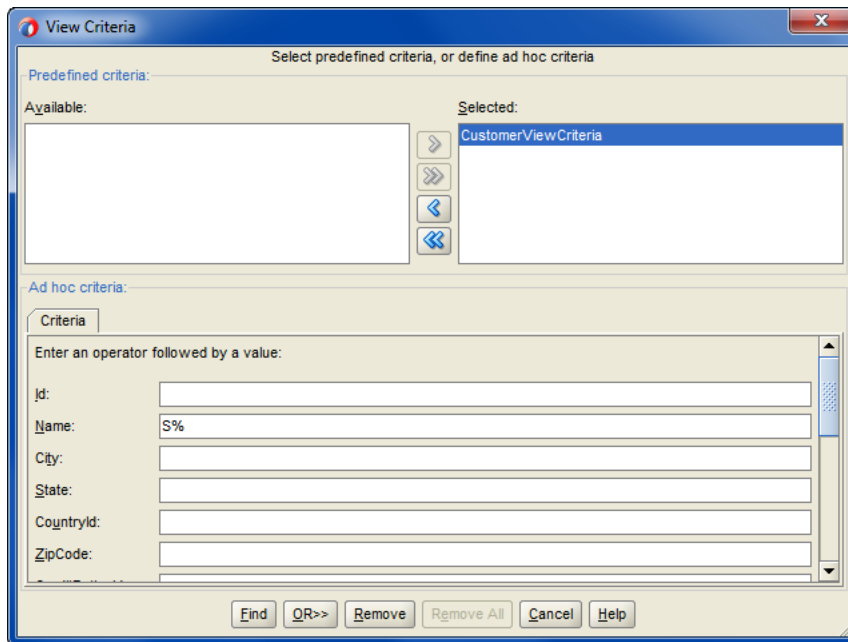 View Criteria
Select predefined criteria, or define ad hoc criteria
Predefined criteria:
Available:
Selected:
CustomerViewCriteria
Ad hoc criteria:
Criteria
Enter an operator followed by a value:
Id:
Name: S%
City:
State:
CountryId:
ZipCode:
Find OR>> Remove Remove All Cancel Help